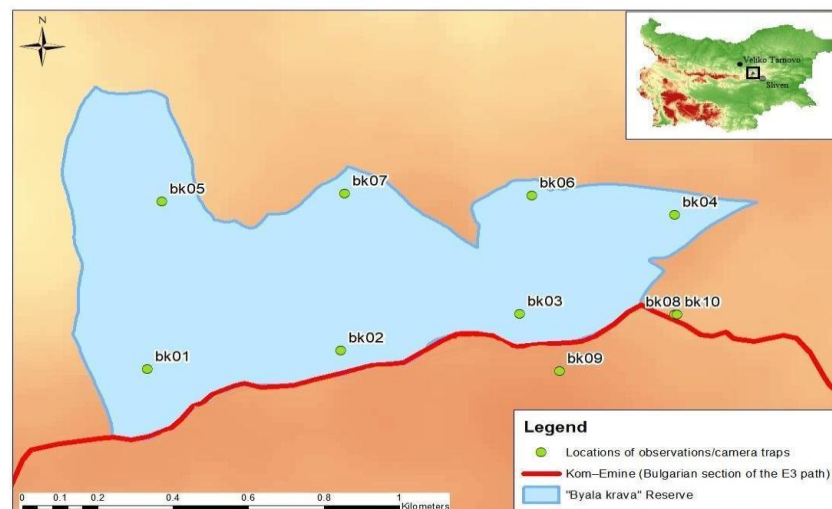 N
Veliko Tarnovo
Sliven
bk05
bk07
bk06
bk04
bk03
bk08 bk10
bk02
bk01
bk09
Legend
Locations of observations/camera traps
Kom–Emine (Bulgarian section of the E3 path)
"Byala krava" Reserve
0 0.1 0.2 0.4 0.6 0.8 1
Kilometers